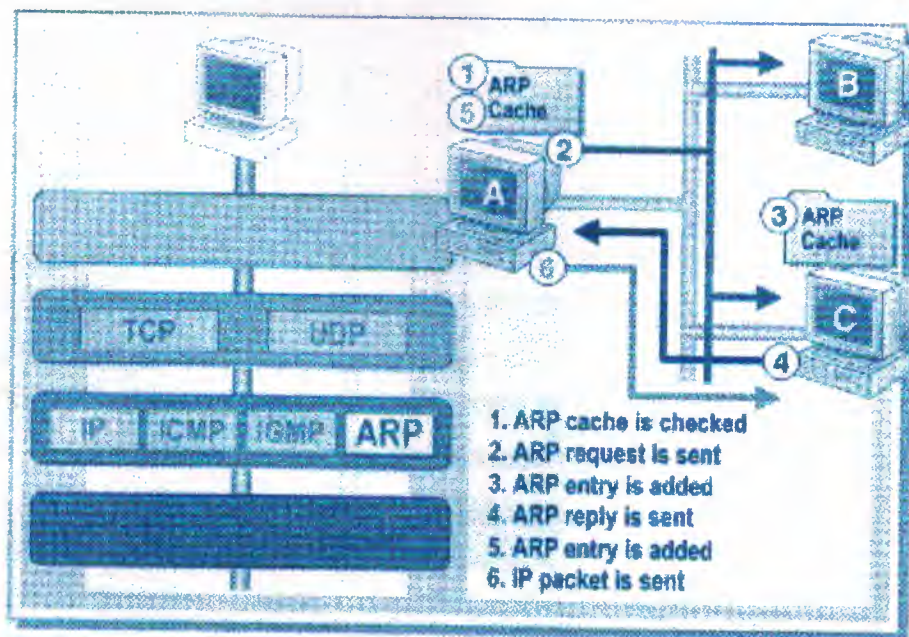 1 ARP
5 Cache
2
A
B
3 ARP
Cache
6
C
4
TCP UDP
IP ICMP IGMP ARP
1. ARP cache is checked
2. ARP request is sent
3. ARP entry is added
4. ARP reply is sent
5. ARP entry is added
6. IP packet is sent